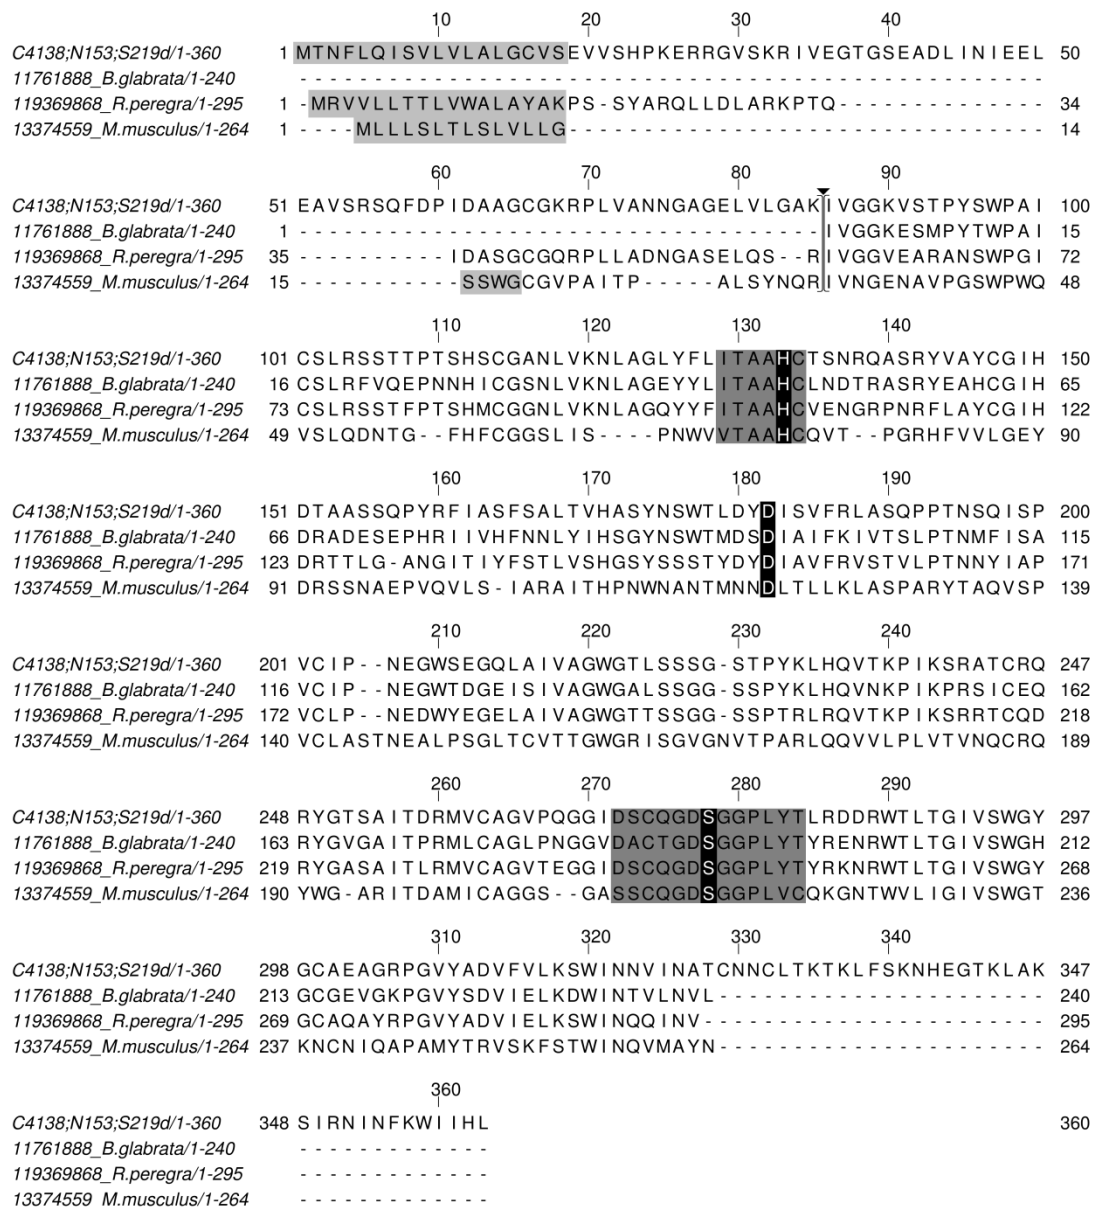 10 20 30 40
C4138;N153;S219d/1-360 1 MTNFLQISVLVLALGCVSEVVSHPKERRGVSKRIVEGTGSEADLINIEEL 50
11761888_B.glabrata/1-240 --------------------------------------------------
119369868_R.peregra/1-295 1 -MRVVLLTTLVWALAYAKPS-SYARQLLDLARKPTQ-------------- 34
13374559_M.musculus/1-264 1 ----MLLLSLTLSLVLLG-------------------------------- 14
60 70 80 90
C4138;N153;S219d/1-360 51 EAVSRSQFDPIDAAGCGKRPLVANNGAGELVLGAKIVGGKVSTPYSWPAI 100
11761888_B.glabrata/1-240 1 -----------------------------------IVGGKESMPYTWPAI 15
119369868_R.peregra/1-295 35 ----------IDASGCGQRPLLADNGASELQS--RIVGGVEARANSWPGI 72
13374559_M.musculus/1-264 15 -----------SSWGCGVPAITP-----ALSYNQRIVNGENAVPGSWPWQ 48
110 120 130 140
C4138;N153;S219d/1-360 101 CSLRSSTTPTSHSCGANLVKNLAGLYFLITAAHCTSNRQASRYVAYCGIH 150
11761888_B.glabrata/1-240 16 CSLRFVQEPNNHICGSNLVKNLAGEYYLITAAHCLNDTRASRYEAHCGIH 65
119369868_R.peregra/1-295 73 CSLRSSTFPTSHMCGGNLVKNLAGQYYFITAAHCVENGRPNRFLAYCGIH 122
13374559_M.musculus/1-264 49 VSLQDNTG--FHFCGGSLIS----PNWVVTAAHCQVT--PGRHFVVLGEY 90
160 170 180 190
C4138;N153;S219d/1-360 151 DTAASSQPYRFIASFSALTVHASYNSWTLDYDISVFRLASQPPTNSQISP 200
11761888_B.glabrata/1-240 66 DRADESEPHRIIVHFNNLYIHSGYNSWTMDSDIAIFKIVTSLPTNMFISA 115
119369868_R.peregra/1-295 123 DRTTLG-ANGITIYFSTLVSHGSYSSSTYDYDIAVFRVSTVLPTNNYIAP 171
13374559_M.musculus/1-264 91 DRSSNAEPVQVLS-IARAITHPNWNANTMNNDLTLLKLASPARYTAQVSP 139
210 220 230 240
C4138;N153;S219d/1-360 201 VCIP--NEGWSEGQLAIVAGWGTLSSSG-STPYKLHQVTKPIKSRATCRQ 247
11761888_B.glabrata/1-240 116 VCIP--NEGWTDGEISIVAGWGALSSGG-SSPYKLHQVNKPIKPRSICEQ 162
119369868_R.peregra/1-295 172 VCLP--NEDWYEGELAIVAGWGTTSSGG-SSPTRLRQVTKPIKSRRTCQD 218
13374559_M.musculus/1-264 140 VCLASTNEALPSGLTCVTTGWGRISGVGNVTPARLQQVVLPLVTVNQCRQ 189
260 270 280 290
C4138;N153;S219d/1-360 248 RYGTSAITDRMVCAGVPQGGIDSCQGDSGGPLYTLRDDRWTLTGIVSWGY 297
11761888_B.glabrata/1-240 163 RYGVGAITPRMLCAGLPNGGVDACTGDSGGPLYTYRENRWTLTGIVSWGH 212
119369868_R.peregra/1-295 219 RYGASAITLRMVCAGVTEGGIDSCQGDSGGPLYTYRKNRWTLTGIVSWGY 268
13374559_M.musculus/1-264 190 YWG-ARITDAMICAGGS--GASSCQGDSGGPLVCQKGNTWVLIGIVSWGT 236
310 320 330 340
C4138;N153;S219d/1-360 298 GCAEAGRPGVYADVFVLKSWINNVINATCNNCLTKTKLFSKNHEGTKLAK 347
11761888_B.glabrata/1-240 213 GCGEVGKPGVYSDVIELKDWINTVLNVL---------------------- 240
119369868_R.peregra/1-295 269 GCAQAYRPGVYADVIELKSWINQQINV----------------------- 295
13374559_M.musculus/1-264 237 KNCNIQAPAMYTRVSKFSTWINQVMAYN---------------------- 264
360
C4138;N153;S219d/1-360 348 SIRNINFKWIIHL 360
11761888_B.glabrata/1-240 -------------
119369868_R.peregra/1-295 -------------
13374559 M.musculus/1-264 -------------